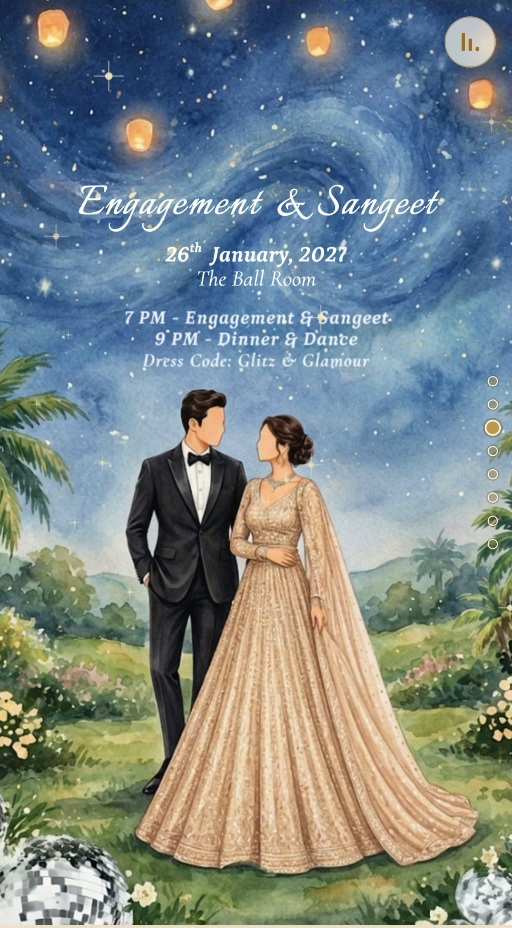 Engagement & Sangeet
26th January, 2027
The Ball Room
7 PM - Engagement & Sangeet
9 PM - Dinner & Dance
Dress Code: Glitz & Glamour